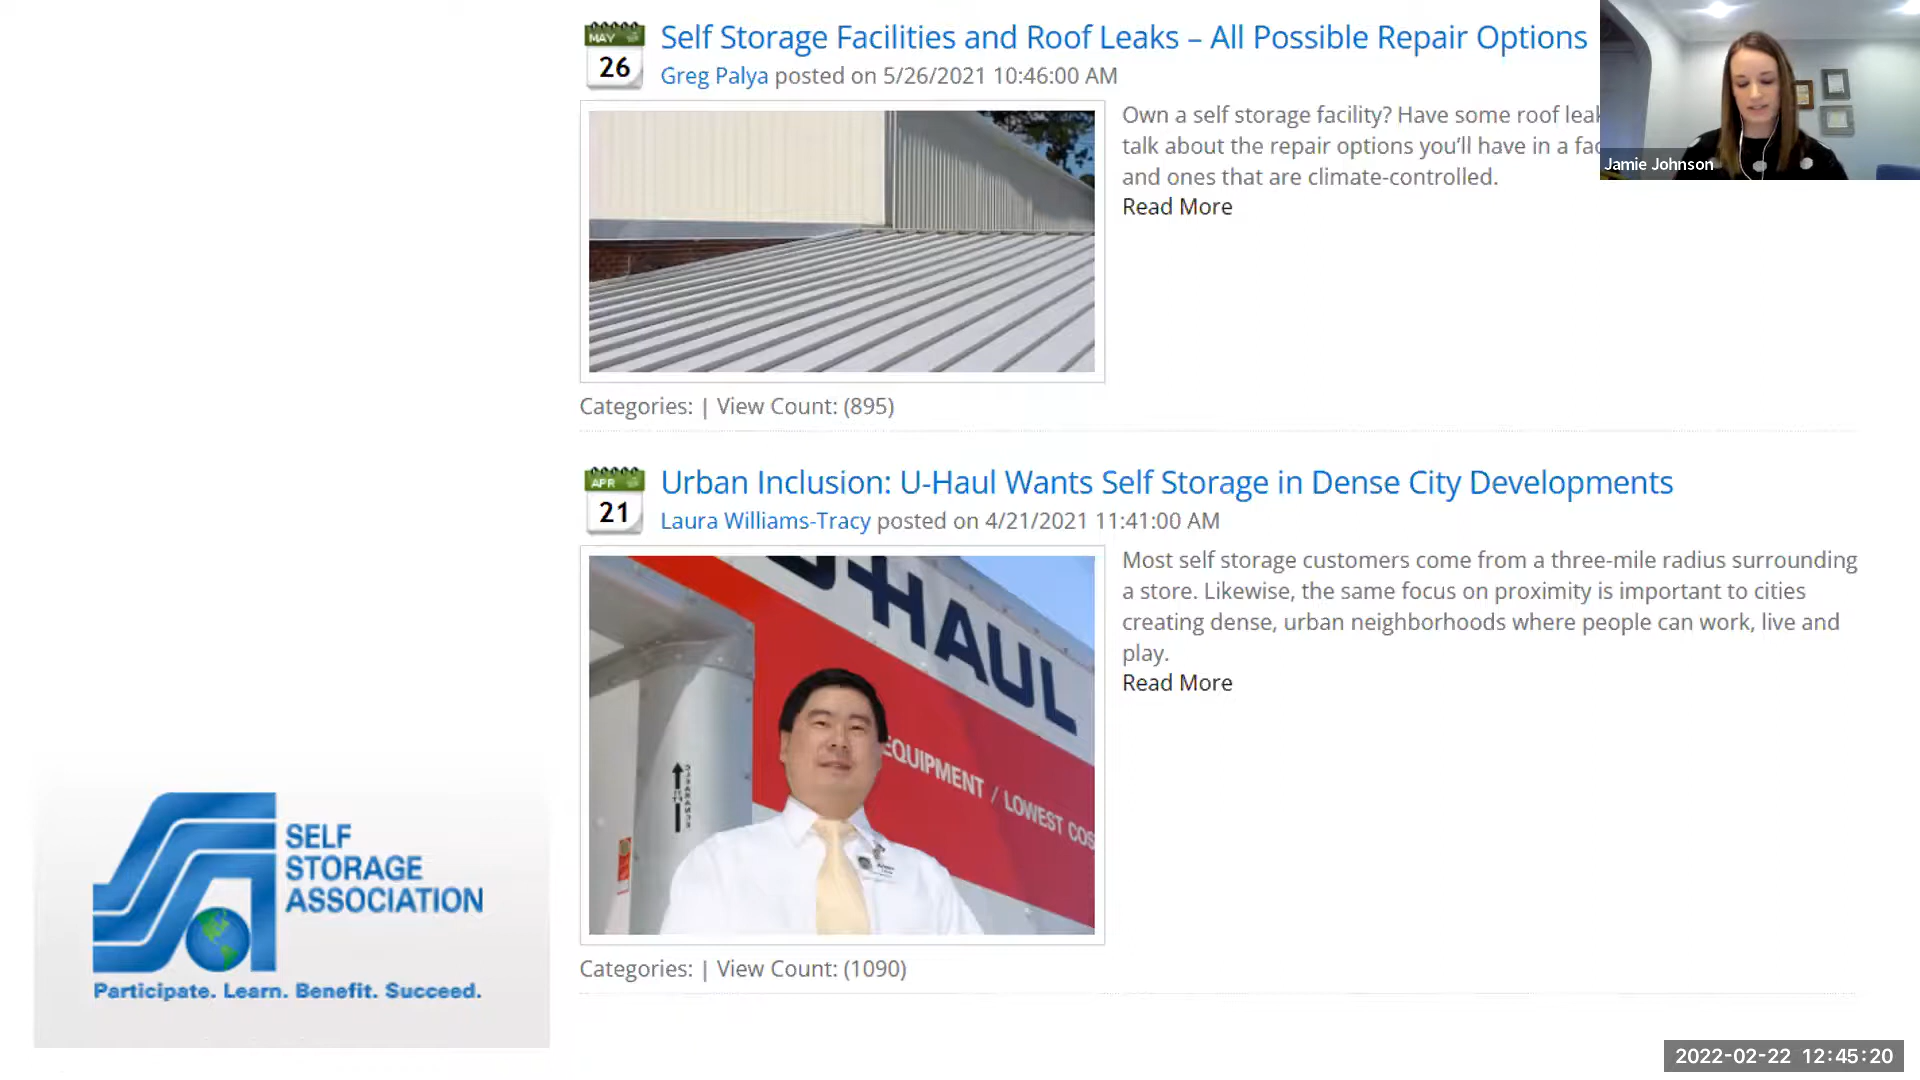 MAY
26
Self Storage Facilities and Roof Leaks – All Possible Repair Options
Greg Palya posted on 5/26/2021 10:46:00 AM
Own a self storage facility? Have some roof
talk about the repair options you’ll have in a
and ones that are climate-controlled.
Read More
Jamie Johnson
Categories: | View Count: (895)
APR
21
Urban Inclusion: U-Haul Wants Self Storage in Dense City Developments
Laura Williams-Tracy posted on 4/21/2021 11:41:00 AM
Most self storage customers come from a three-mile radius surrounding
a store. Likewise, the same focus on proximity is important to cities
creating dense, urban neighborhoods where people can work, live and
play.
Read More
U-HAUL
EQUIPMENT / LOWEST COS
Categories: | View Count: (1090)
SELF
STORAGE
ASSOCIATION
Participate. Learn. Benefit. Succeed.
2022-02-22 12:45:20